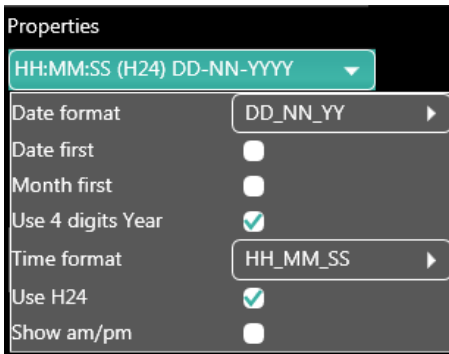 Properties
HH:MM:SS (H24) DD-NN-YYYY
Date format DD_NN_YY
Date first
Month first
Use 4 digits Year
Time format HH_MM_SS
Use H24
Show am/pm